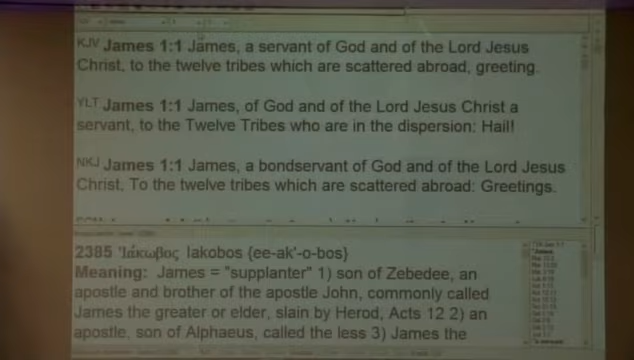 KJV James 1:1 James, a servant of God and of the Lord Jesus
Christ, to the twelve tribes which are scattered abroad, greeting.
YLT James 1:1 James, of God and of the Lord Jesus Christ a
servant, to the Twelve Tribes who are in the dispersion: Hail!
NKJ James 1:1 James, a bondservant of God and of the Lord Jesus
Christ, To the twelve tribes which are scattered abroad: Greetings.
2385 Ἰάκωβος Iakobos {ee-ak'-o-bos}
Meaning: James = "supplanter" 1) son of Zebedee, an
apostle and brother of the apostle John, commonly called
James the greater or elder, slain by Herod, Acts 12 2) an
apostle, son of Alphaeus, called the less 3) James the